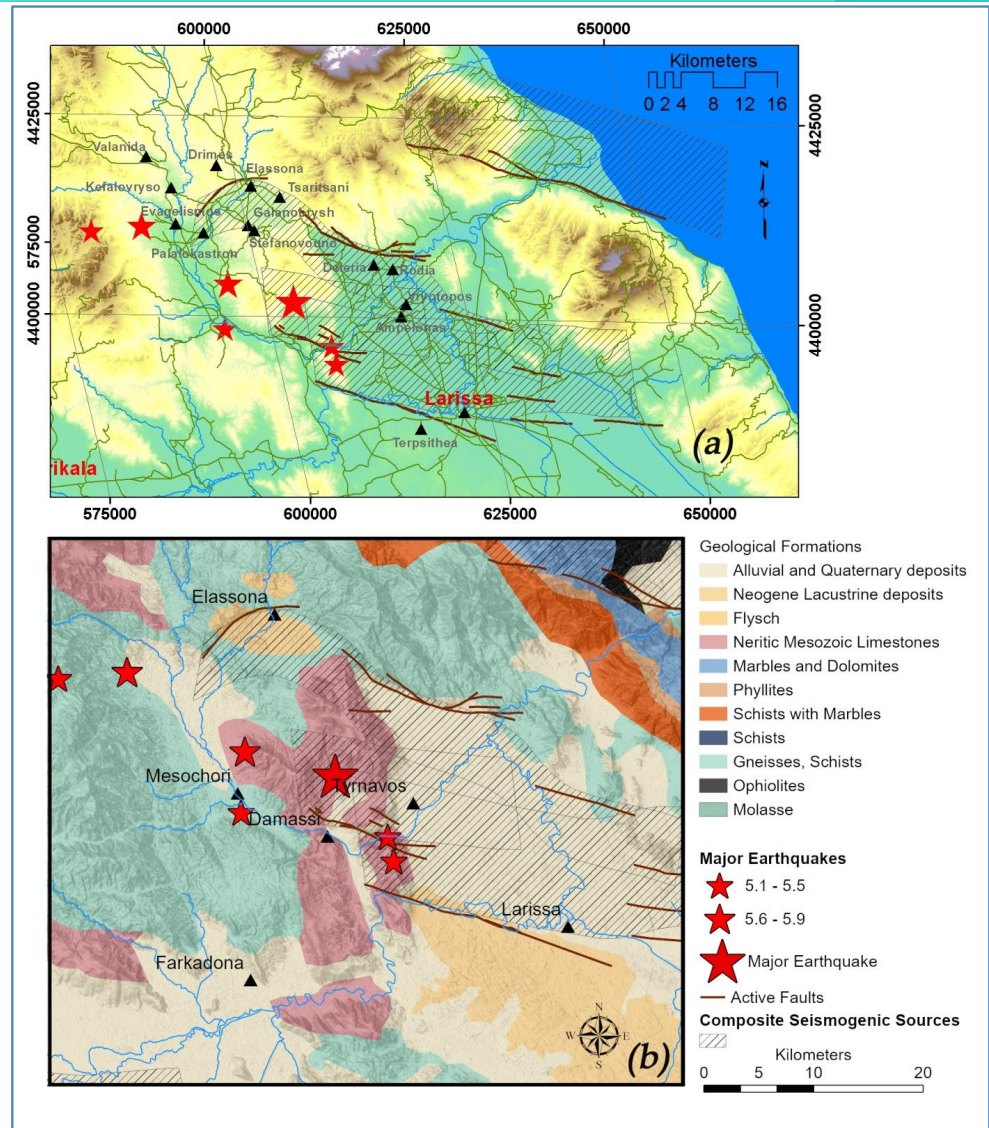 600000
625000
650000
Kilometers
0 2 4 8 12 16
4425000
4425000
Valanida
Drimes
Elassona
Kefalovryso
Tsaritsani
Evagelismos
Galanobrysh
Stefanovouno
Palaiokastron
575000
N
Deleria
Rodia
Vryotopos
Ampelonas
4400000
4400000
Larissa
Terpsithea
(a)
rikala
575000
600000
625000
650000
Elassona
Mesochori
Tyrnavos
Damassi
Larissa
Farkadona
N
W
E
S
(b)
Geological Formations
Alluvial and Quaternary deposits
Neogene Lacustrine deposits
Flysch
Neritic Mesozoic Limestones
Marbles and Dolomites
Phyllites
Schists with Marbles
Schists
Gneisses, Schists
Ophiolites
Molasse
Major Earthquakes
5.1 - 5.5
5.6 - 5.9
Major Earthquake
Active Faults
Composite Seismogenic Sources
Kilometers
0 5 10 20